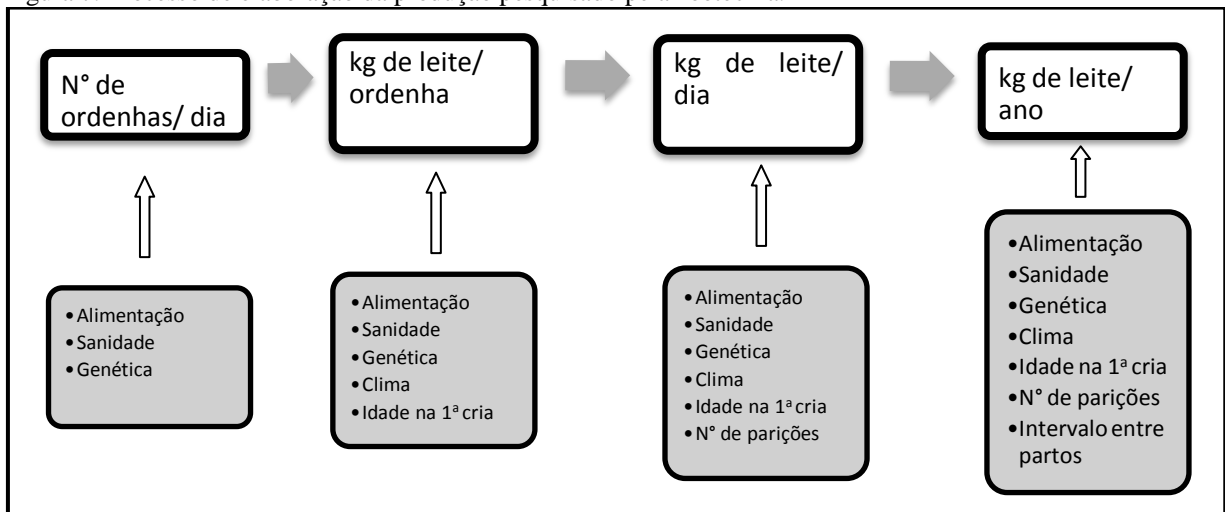 N° de
ordenhas/ dia
kg de leite/
ordenha
kg de leite/
dia
kg de leite/
ano
•Alimentação
•Sanidade
•Genética
•Alimentação
•Sanidade
•Genética
•Clima
•Idade na 1ª cria
•Alimentação
•Sanidade
•Genética
•Clima
•Idade na 1ª cria
•N° de parições
•Alimentação
•Sanidade
•Genética
•Clima
•Idade na 1ª cria
•N° de parições
•Intervalo entre
partos